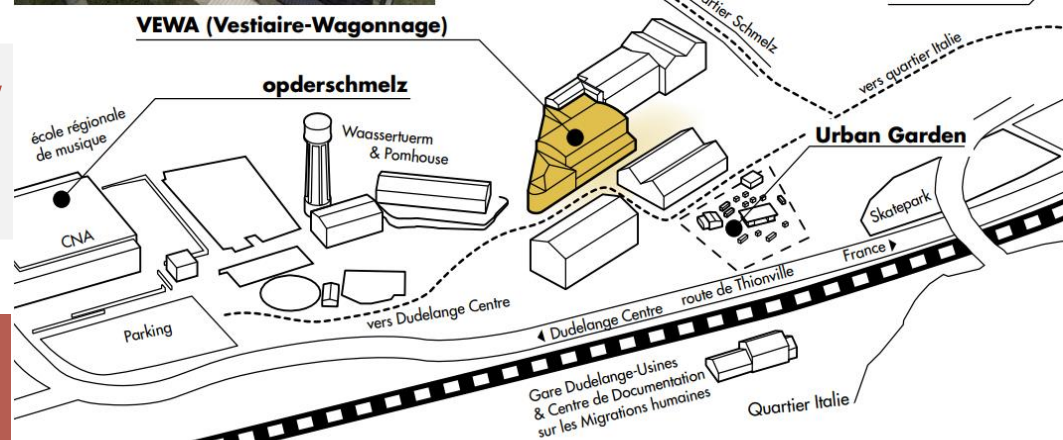 VEWA (Vestiaire-Wagonnage)
Schmelz
vers quartier Italie
opderschmelz
école régionale
de musique
Waassertuerm
& Pomhouse
Urban Garden
CNA
Skatepark
France
route de Thionville
vers Dudelange Centre
Dudelange Centre
Parking
Gare Dudelange-Usines
& Centre de Documentation
sur les Migrations humaines
Quartier Italie